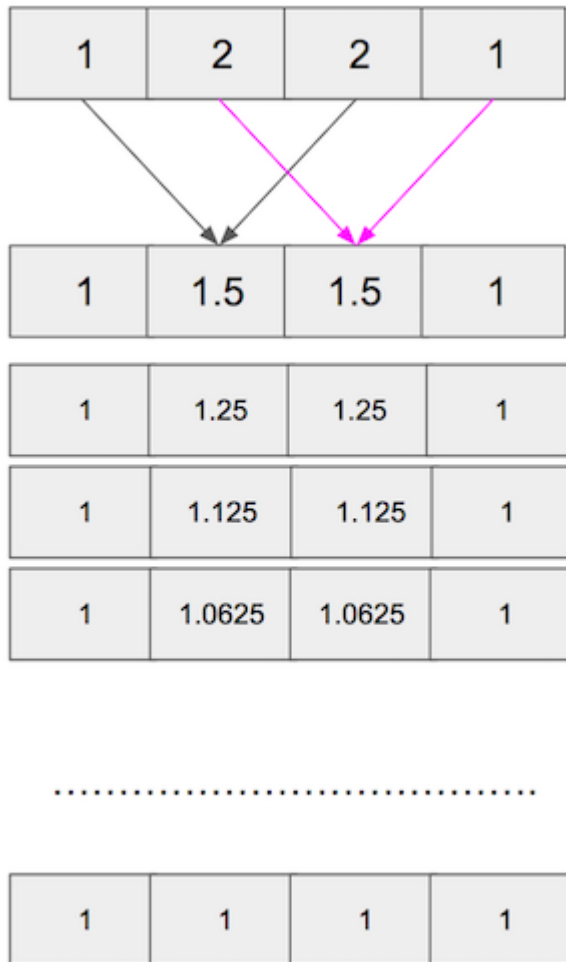 1 2 2 1
1 1.5 1.5 1
1 1.25 1.25 1
1 1.125 1.125 1
1 1.0625 1.0625 1
.....................................
1 1 1 1